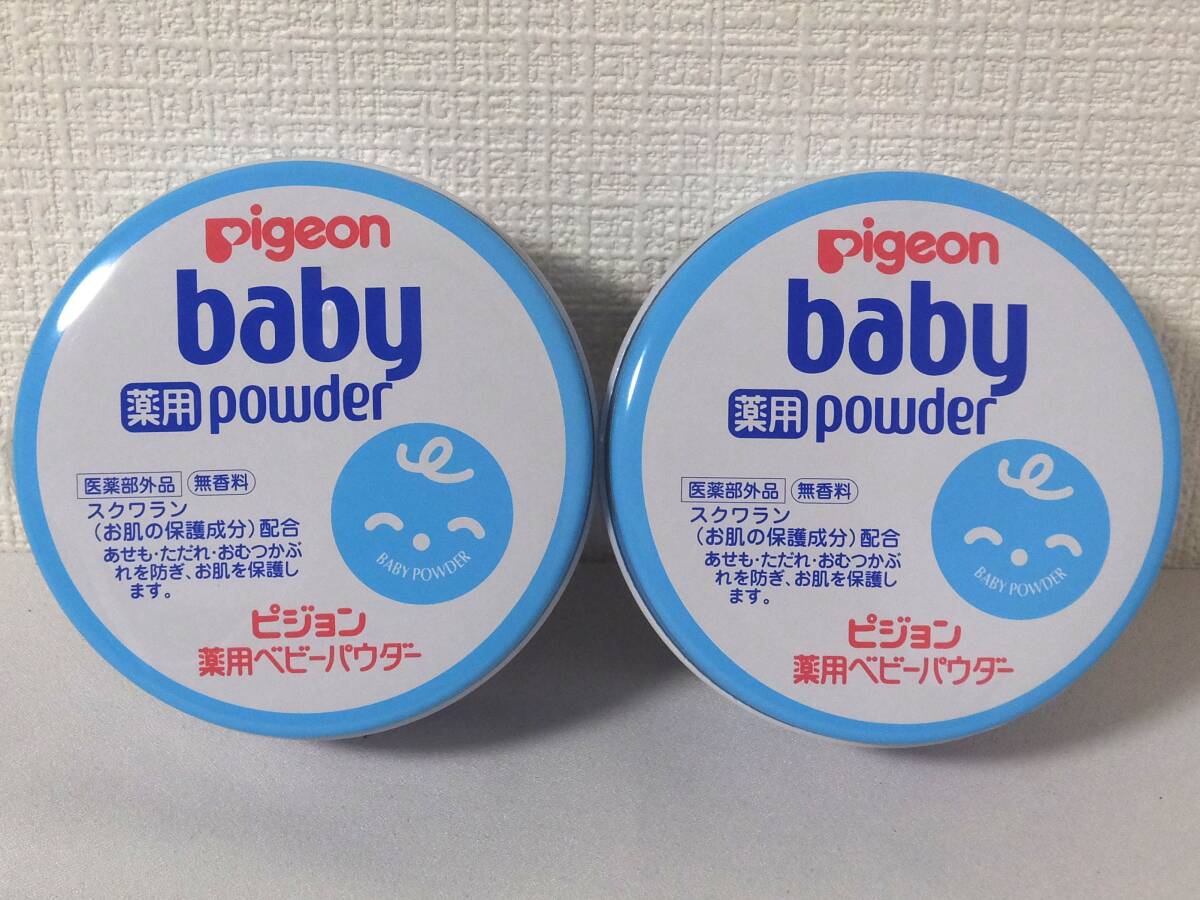 pigeon
baby
薬用 powder
医薬部外品 無香料
スクワラン
(お肌の保護成分)配合
あせも・ただれ・おむつかぶ
れを防ぎ、お肌を保護し
ます。
BABY POWDER
ピジョン
薬用ベビーパウダー
pigeon
baby
薬用 powder
医薬部外品 無香料
スクワラン
(お肌の保護成分)配合
あせも・ただれ・おむつかぶ
れを防ぎ、お肌を保護し
ます。
BABY POWDER
ピジョン
薬用ベビーパウダー